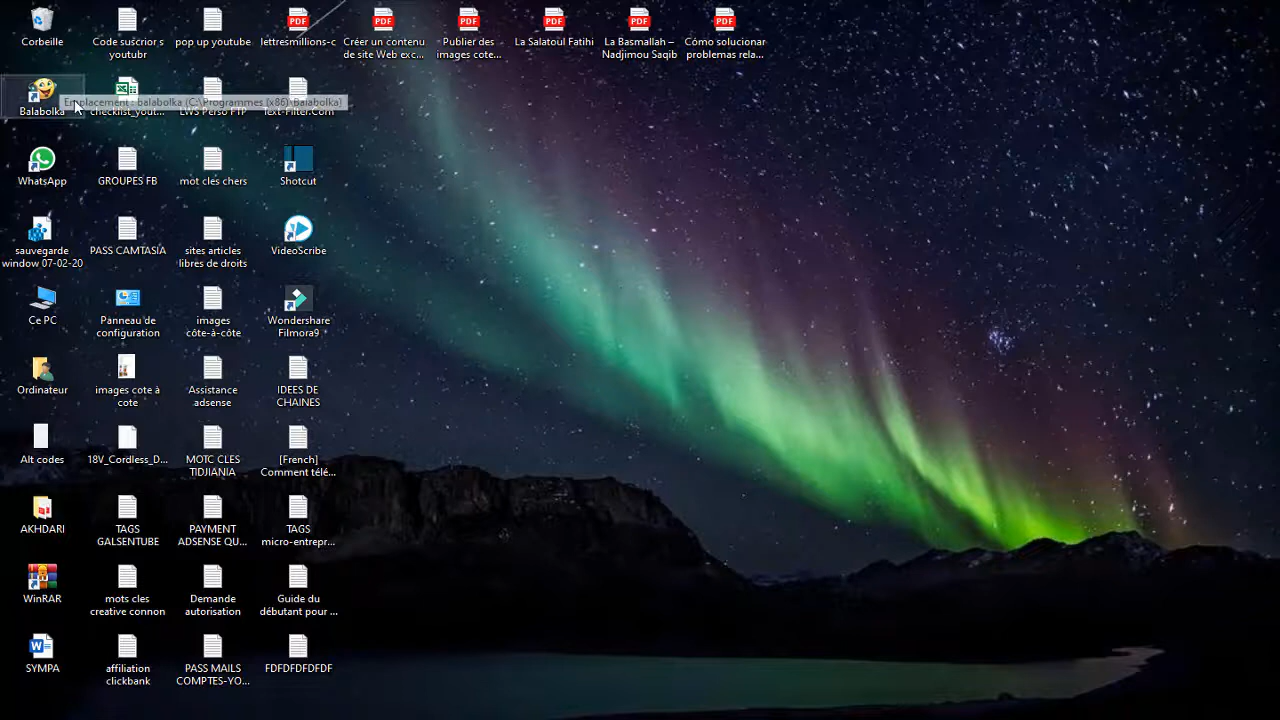 Corbeille
Code suscrior s
youtubr
pop up youtube
lettresmillions-c
Créer un contenu
de site Web exc...
Publier des
images cote...
La Salatoul Fatihi
La Basmallah –
Nadjimou Saqib
Cómo solucionar
problemas rela...
Emplacement : balabolka (C:\Programmes (x86)\Balabolka)
Balabolka
checklist_yout...
LWS Perso FTP
Text-Filter.Com
WhatsApp
GROUPES FB
mot cles chers
Shotcut
sauvegarde
window 07-02-20
PASS CAMTASIA
sites articles
libres de droits
VideoScribe
Ce PC
Panneau de
configuration
images
côte-à-côte
Wondershare
Filmora9
Ordinateur
images cote à
cote
Assistance
adsense
IDEES DE
CHAINES
Alt codes
18V_Cordless_D...
MOTC CLES
TIDJIANIA
[French]
Comment télé...
AKHDARI
TAGS
GALSENTUBE
PAYMENT
ADSENSE QU...
TAGS
micro-entrepr...
WinRAR
mots cles
creative connon
Demande
autorisation
Guide du
débutant pour ...
SYMPA
affiliation
clickbank
PASS MAILS
COMPTES-YO...
FDFDFDFDFDF